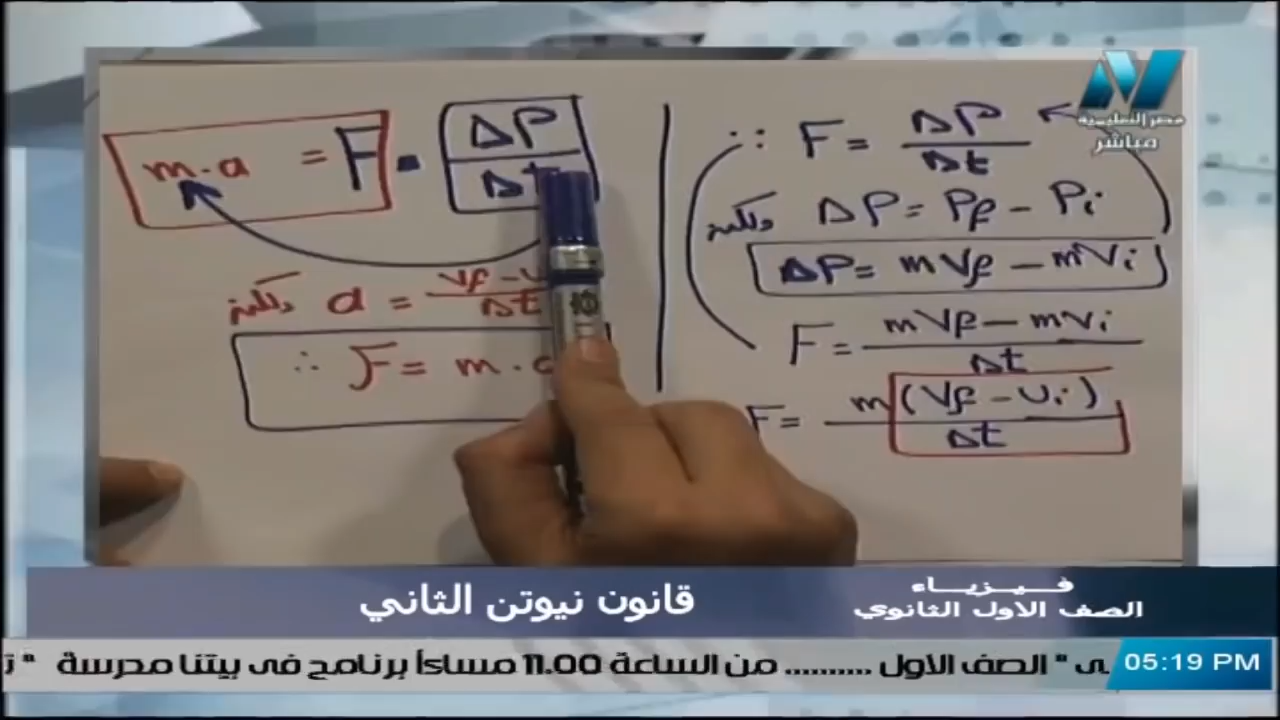 مصر التعليمية
مباشر
∴ F = ΔP / Δt
ولكن ΔP = Pf - Pi
ΔP = mVf - mVi
F = mVf - mVi / Δt
F = m(Vf - Vi) / Δt
m.a = F = ΔP / Δt
ولكن a = Vf - / Δt
∴ F = m.
فيزياء
الصف الاول الثانوي
قانون نيوتن الثاني
" الصف الاول .......... من الساعة 11.00 مساءاً برنامج فى بيتنا مدرسة "
05:19 PM